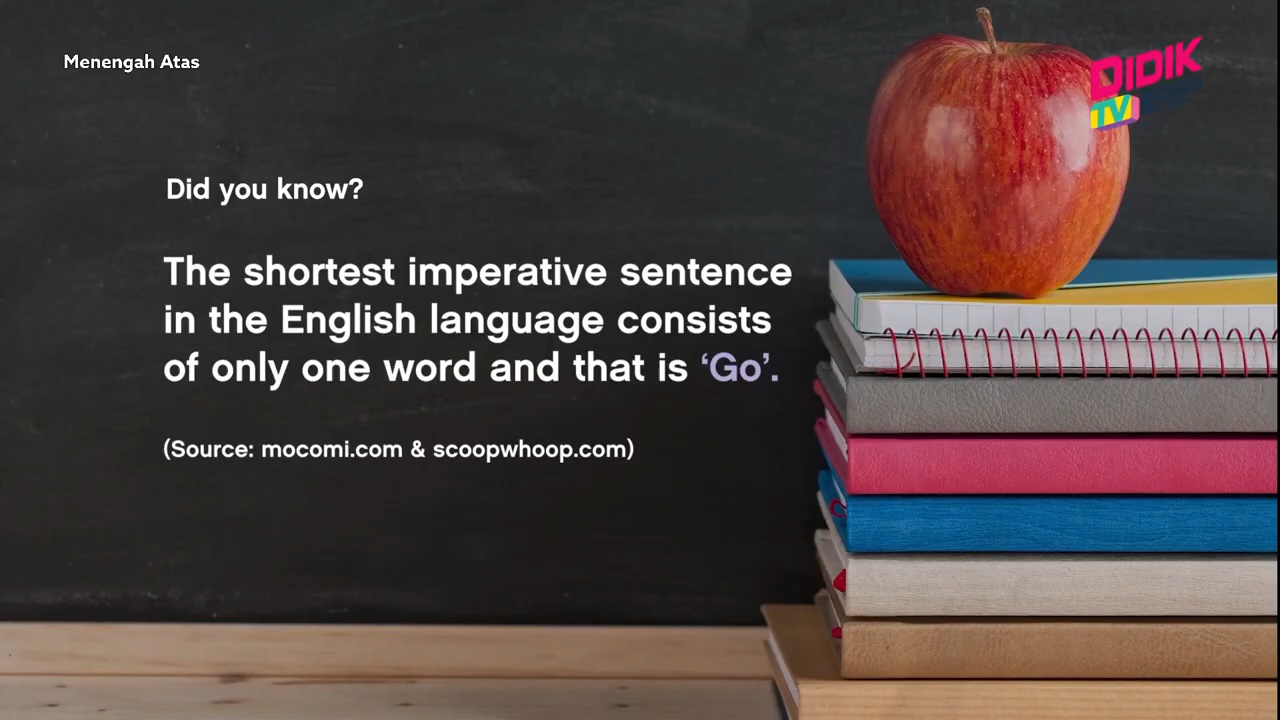 Menengah Atas
DIDIK
TV
Did you know?
The shortest imperative sentence
in the English language consists
of only one word and that is ‘Go’.
(Source: mocomi.com & scoopwhoop.com)